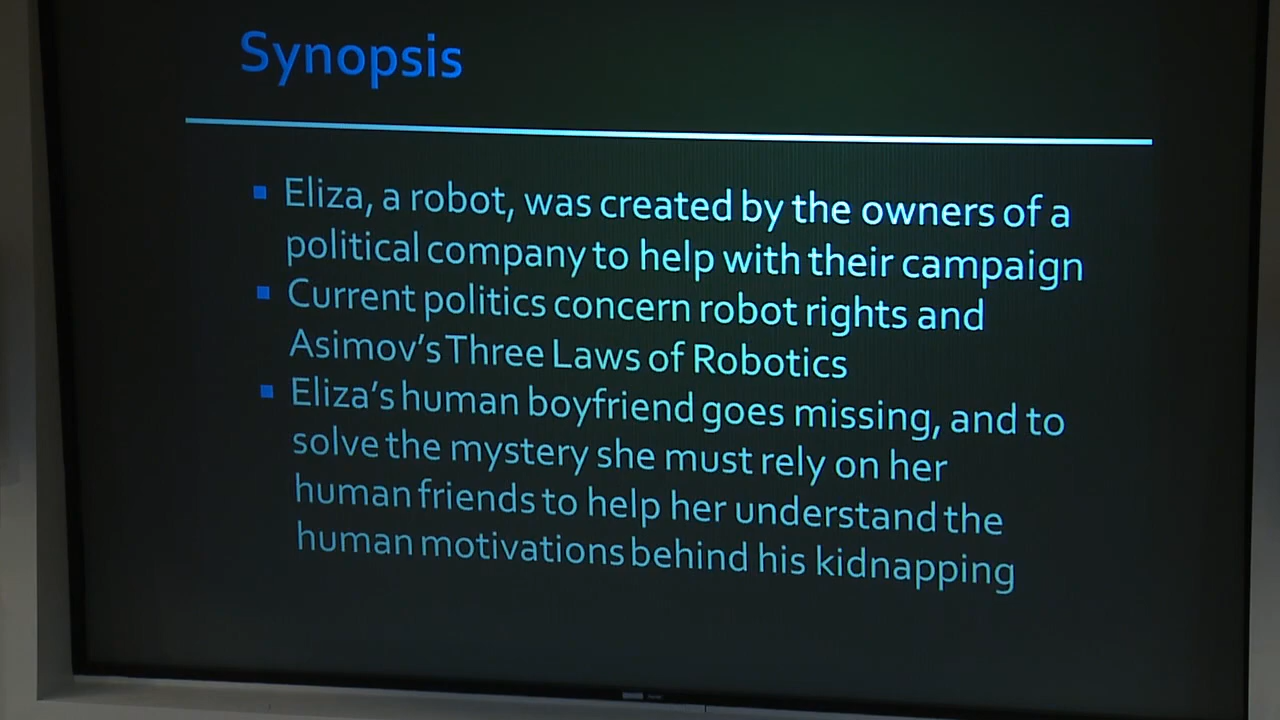 Synopsis
Eliza, a robot, was created by the owners of a
political company to help with their campaign
Current politics concern robot rights and
Asimov's Three Laws of Robotics
Eliza's human boyfriend goes missing, and to
solve the mystery she must rely on her
human friends to help her understand the
human motivations behind his kidnapping